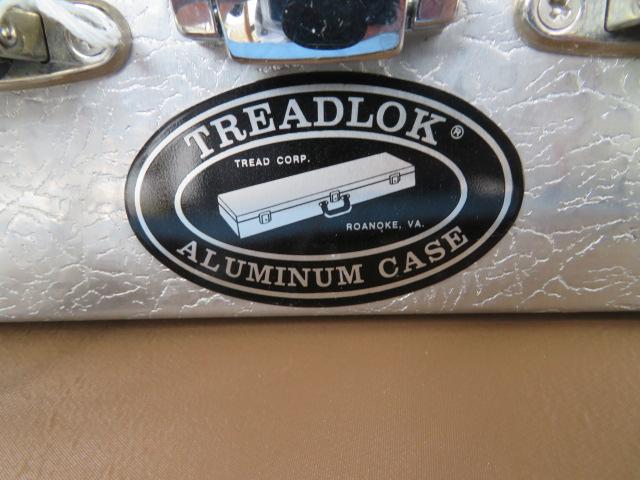 TREADLOK®
TREAD CORP.
ROANOKE, VA.
ALUMINUM CASE